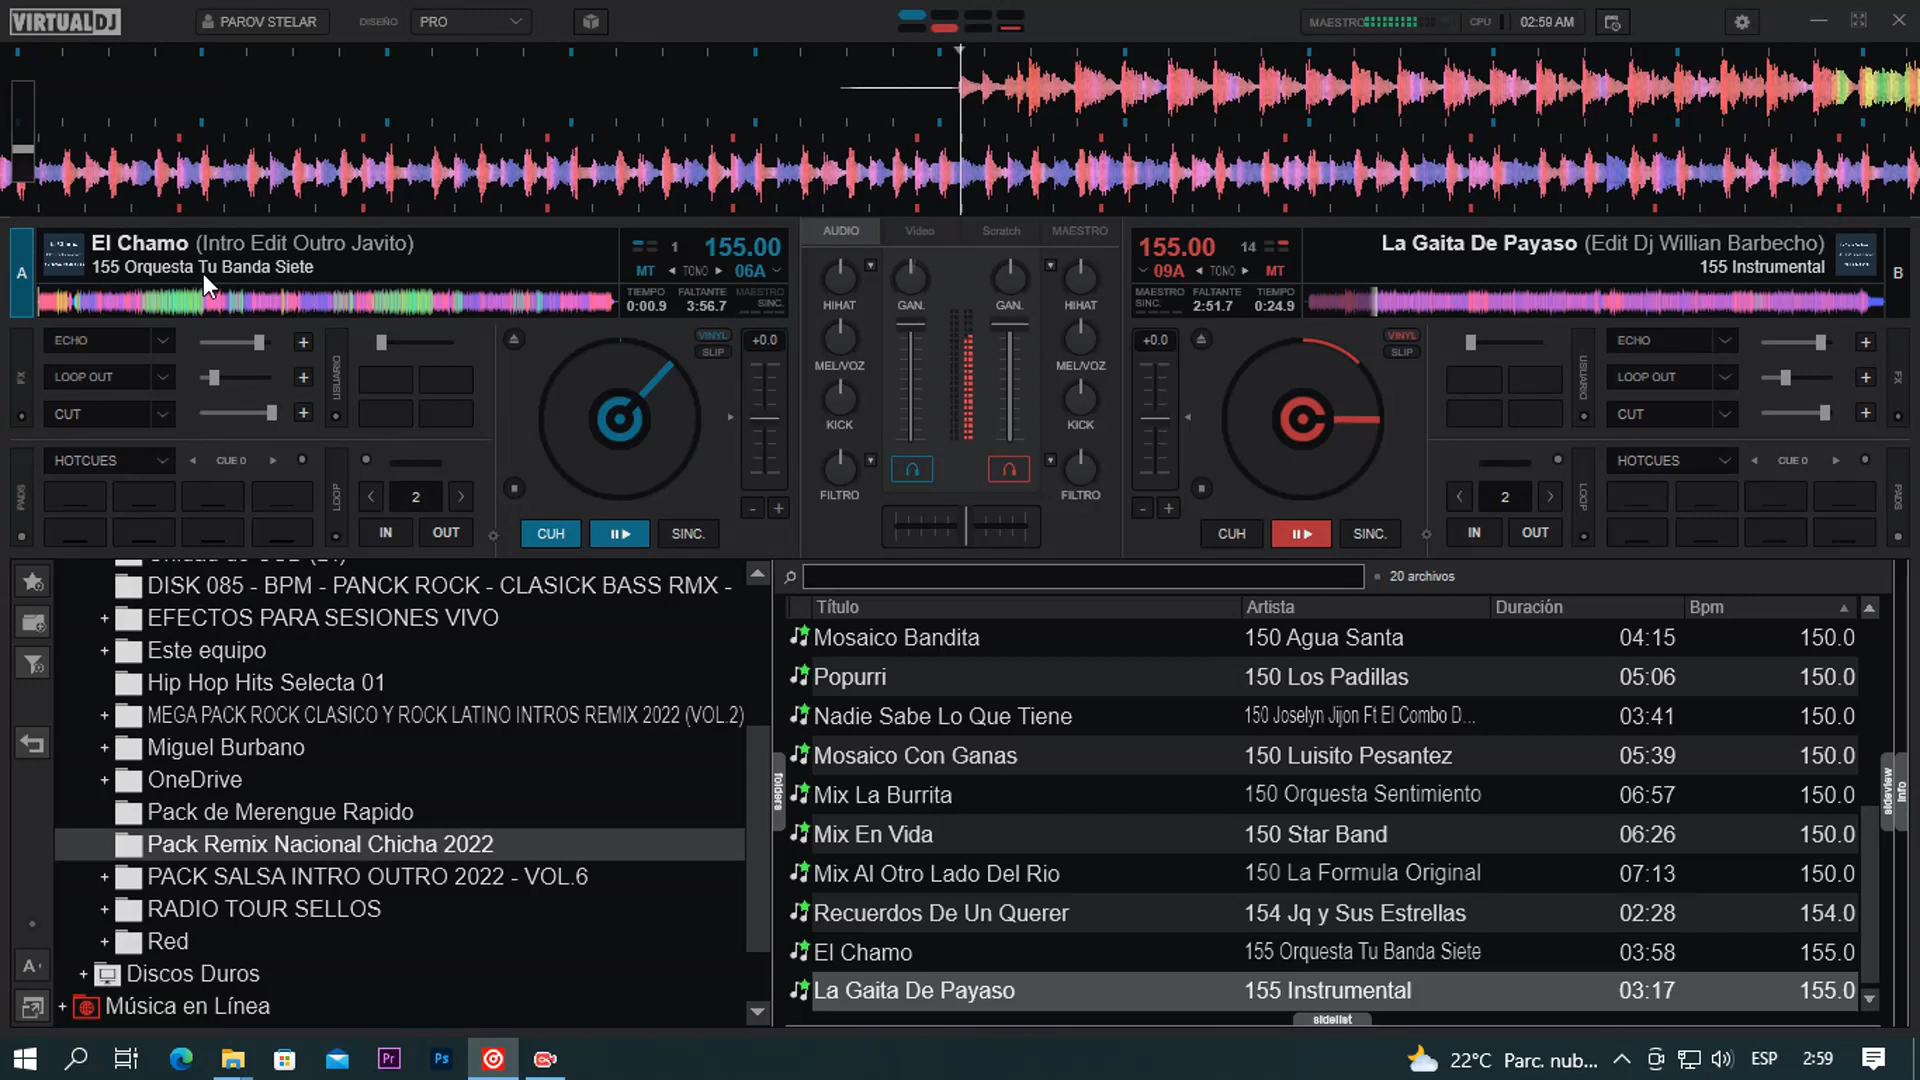 VIRTUALDJ
PAROV STELAR
DISEÑO
PRO
MAESTRO
CPU
02:59 AM
A
El Chamo (Intro Edit Outro Javito)
155 Orquesta Tu Banda Siete
1
155.00
MT
TONO
06A
TIEMPO
0:00.9
FALTANTE
3:56.7
MAESTRO
SINC.
AUDIO
Video
Scratch
MAESTRO
155.00
14
09A
TONO
MT
MAESTRO
SINC.
FALTANTE
2:51.7
TIEMPO
0:24.9
La Gaita De Payaso (Edit Dj Willian Barbecho)
155 Instrumental
B
FX
ECHO
LOOP OUT
CUT
USUARIO
VINYL
SLIP
+0.0
HIHAT
GAN.
GAN.
HIHAT
MEL/VOZ
MEL/VOZ
KICK
KICK
FILTRO
FILTRO
+0.0
VINYL
SLIP
USUARIO
ECHO
LOOP OUT
CUT
FX
PADS
HOTCUES
CUE 0
LOOP
2
IN
OUT
CUH
SINC.
CUH
SINC.
2
IN
OUT
LOOP
HOTCUES
CUE 0
PADS
DISK 085 - BPM - PANCK ROCK - CLASICK BASS RMX -
EFECTOS PARA SESIONES VIVO
Este equipo
Hip Hop Hits Selecta 01
MEGA PACK ROCK CLASICO Y ROCK LATINO INTROS REMIX 2022 (VOL.2)
Miguel Burbano
OneDrive
Pack de Merengue Rapido
Pack Remix Nacional Chicha 2022
PACK SALSA INTRO OUTRO 2022 - VOL.6
RADIO TOUR SELLOS
Red
Discos Duros
Música en Línea
folders
20 archivos
Título Artista Duración Bpm
Mosaico Bandita 150 Agua Santa 04:15 150.0
Popurri 150 Los Padillas 05:06 150.0
Nadie Sabe Lo Que Tiene 150 Joselyn Jijon Ft El Combo D... 03:41 150.0
Mosaico Con Ganas 150 Luisito Pesantez 05:39 150.0
Mix La Burrita 150 Orquesta Sentimiento 06:57 150.0
Mix En Vida 150 Star Band 06:26 150.0
Mix Al Otro Lado Del Rio 150 La Formula Original 07:13 150.0
Recuerdos De Un Querer 154 Jq y Sus Estrellas 02:28 154.0
El Chamo 155 Orquesta Tu Banda Siete 03:58 155.0
La Gaita De Payaso 155 Instrumental 03:17 155.0
sidelist
sideview
info
Pr
Ps
22°C Parc. nub...
ESP
2:59